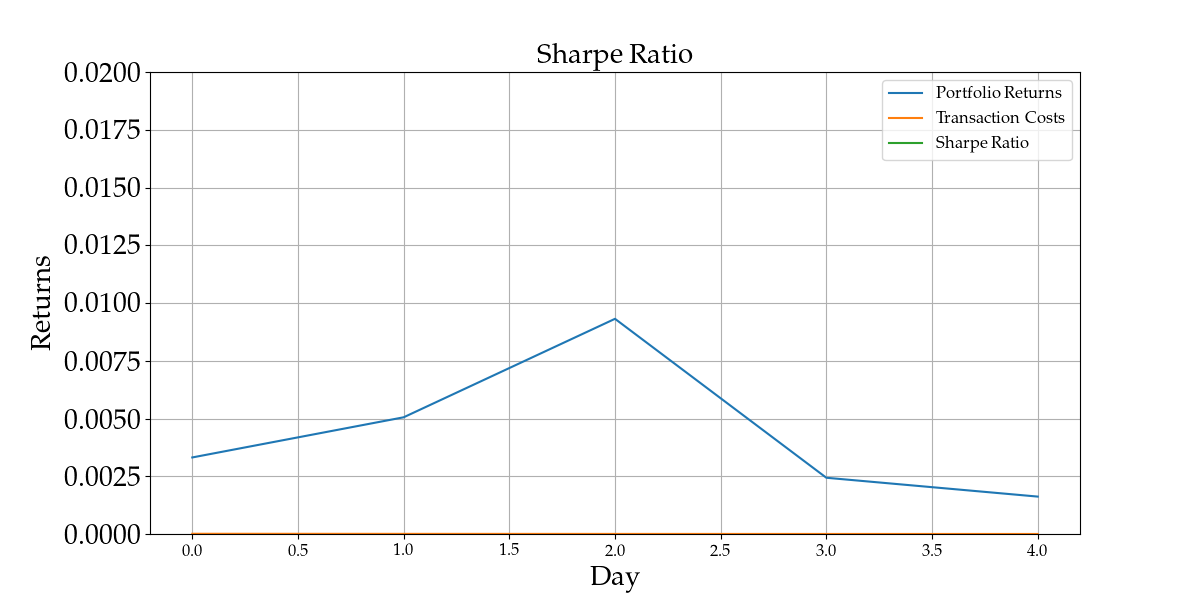 Sharpe Ratio
0.0200
0.0175
0.0150
0.0125
0.0100
0.0075
0.0050
0.0025
0.0000
Returns
Portfolio Returns
Transaction Costs
Sharpe Ratio
0.0 0.5 1.0 1.5 2.0 2.5 3.0 3.5 4.0
Day